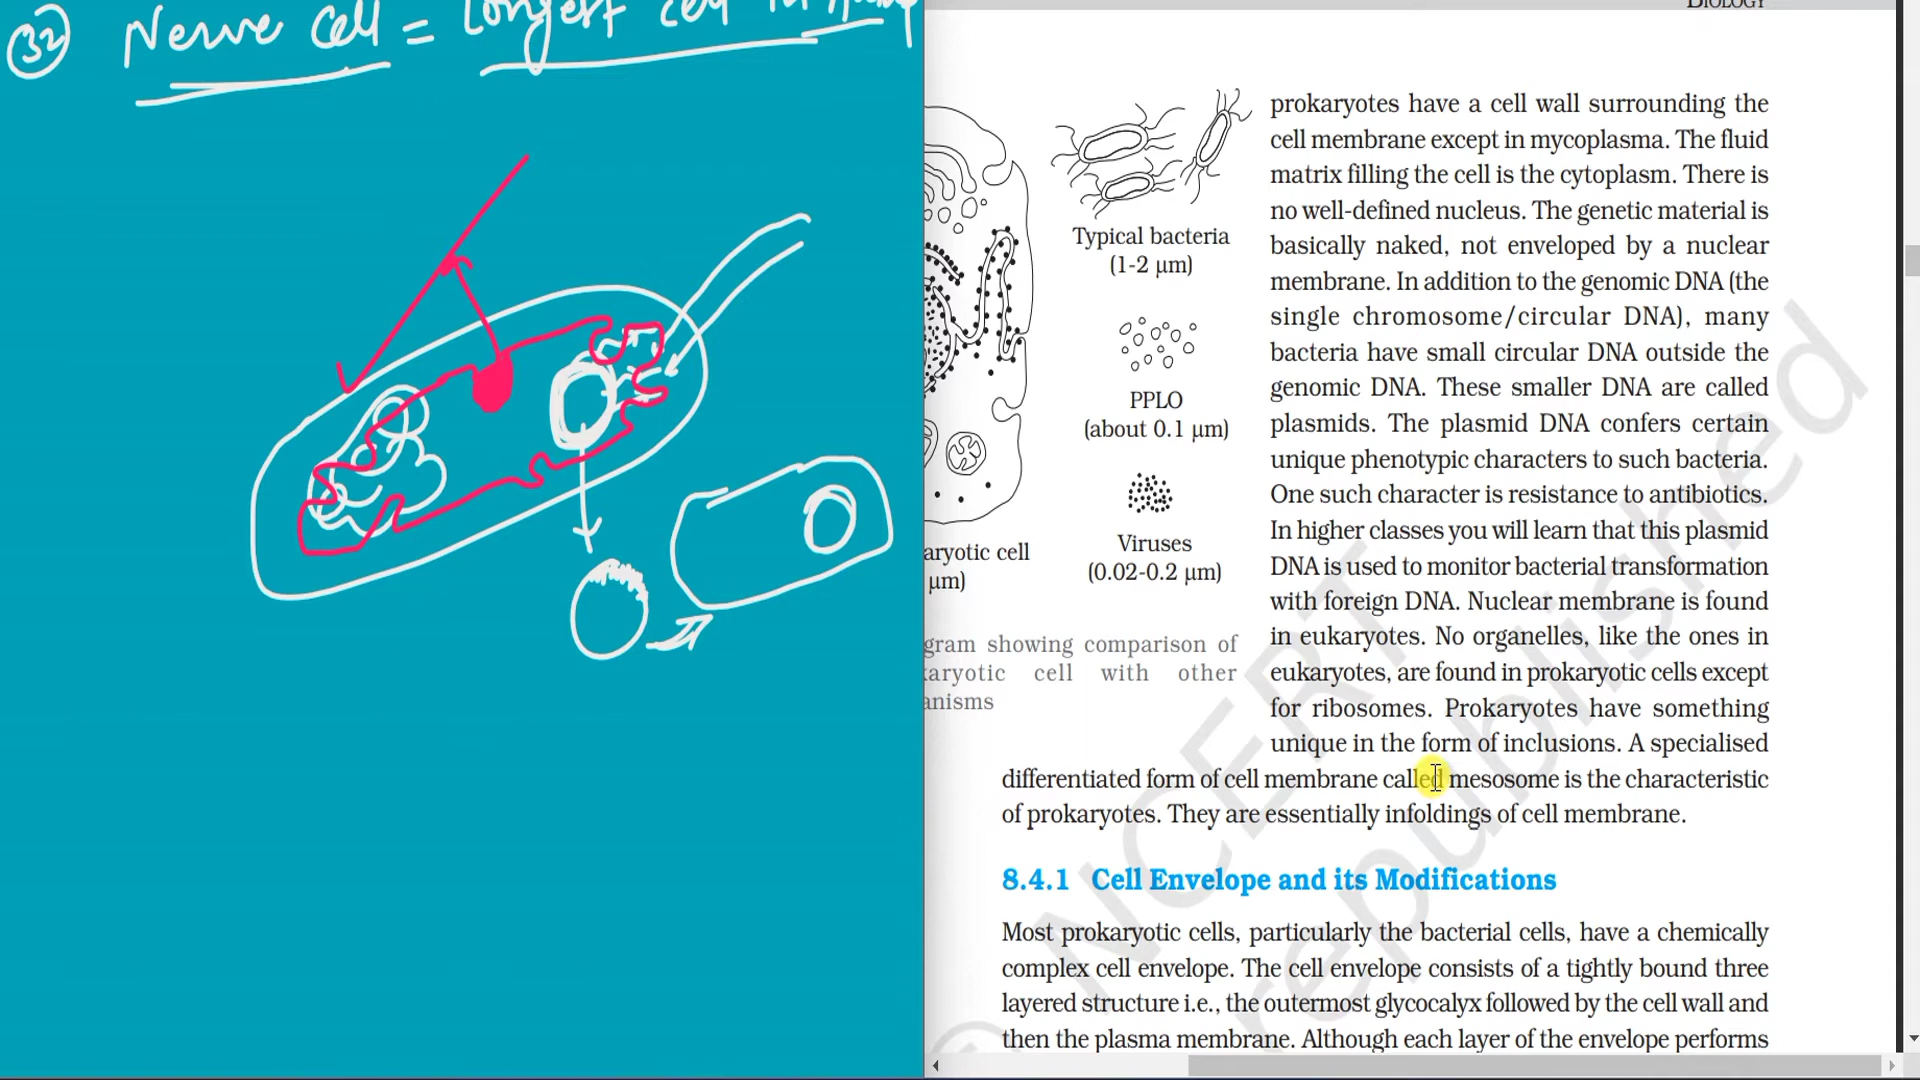 32 Nerve Cell = Longest cell in
BIOLOGY
prokaryotes have a cell wall surrounding the
cell membrane except in mycoplasma. The fluid
matrix filling the cell is the cytoplasm. There is
no well-defined nucleus. The genetic material is
basically naked, not enveloped by a nuclear
membrane. In addition to the genomic DNA (the
single chromosome/circular DNA), many
bacteria have small circular DNA outside the
genomic DNA. These smaller DNA are called
plasmids. The plasmid DNA confers certain
unique phenotypic characters to such bacteria.
One such character is resistance to antibiotics.
In higher classes you will learn that this plasmid
DNA is used to monitor bacterial transformation
with foreign DNA. Nuclear membrane is found
in eukaryotes. No organelles, like the ones in
eukaryotes, are found in prokaryotic cells except
for ribosomes. Prokaryotes have something
unique in the form of inclusions. A specialised
differentiated form of cell membrane called mesosome is the characteristic
of prokaryotes. They are essentially infoldings of cell membrane.
Typical bacteria
(1-2 µm)
PPLO
(about 0.1 µm)
Viruses
(0.02-0.2 µm)
aryotic cell
µm)
gram showing comparison of
karyotic cell with other
anisms
8.4.1 Cell Envelope and its Modifications
Most prokaryotic cells, particularly the bacterial cells, have a chemically
complex cell envelope. The cell envelope consists of a tightly bound three
layered structure i.e., the outermost glycocalyx followed by the cell wall and
then the plasma membrane. Although each layer of the envelope performs
© NCERT
republished